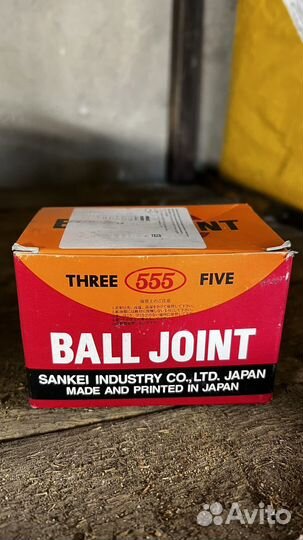 BALL JOINT
THREE 555 FIVE
BALL JOINT
SANKEI INDUSTRY CO., LTD. JAPAN
MADE AND PRINTED IN JAPAN
Avito